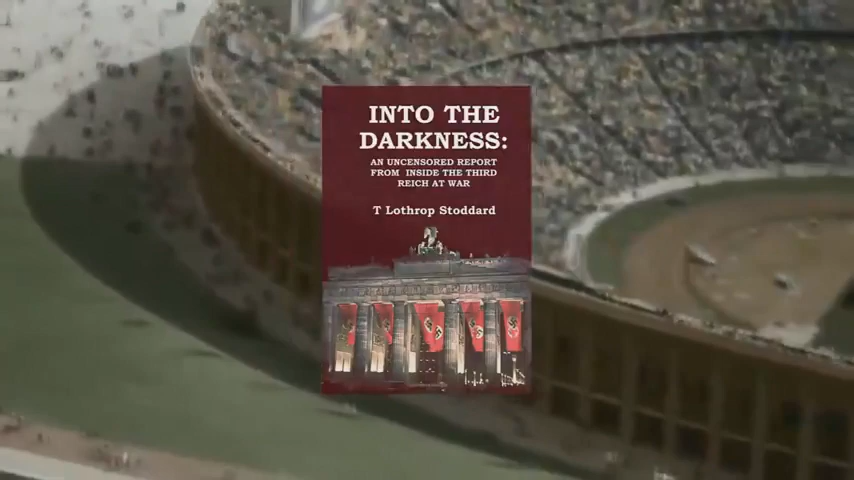 INTO THE
DARKNESS:
AN UNCENSORED REPORT
FROM INSIDE THE THIRD
REICH AT WAR
T Lothrop Stoddard